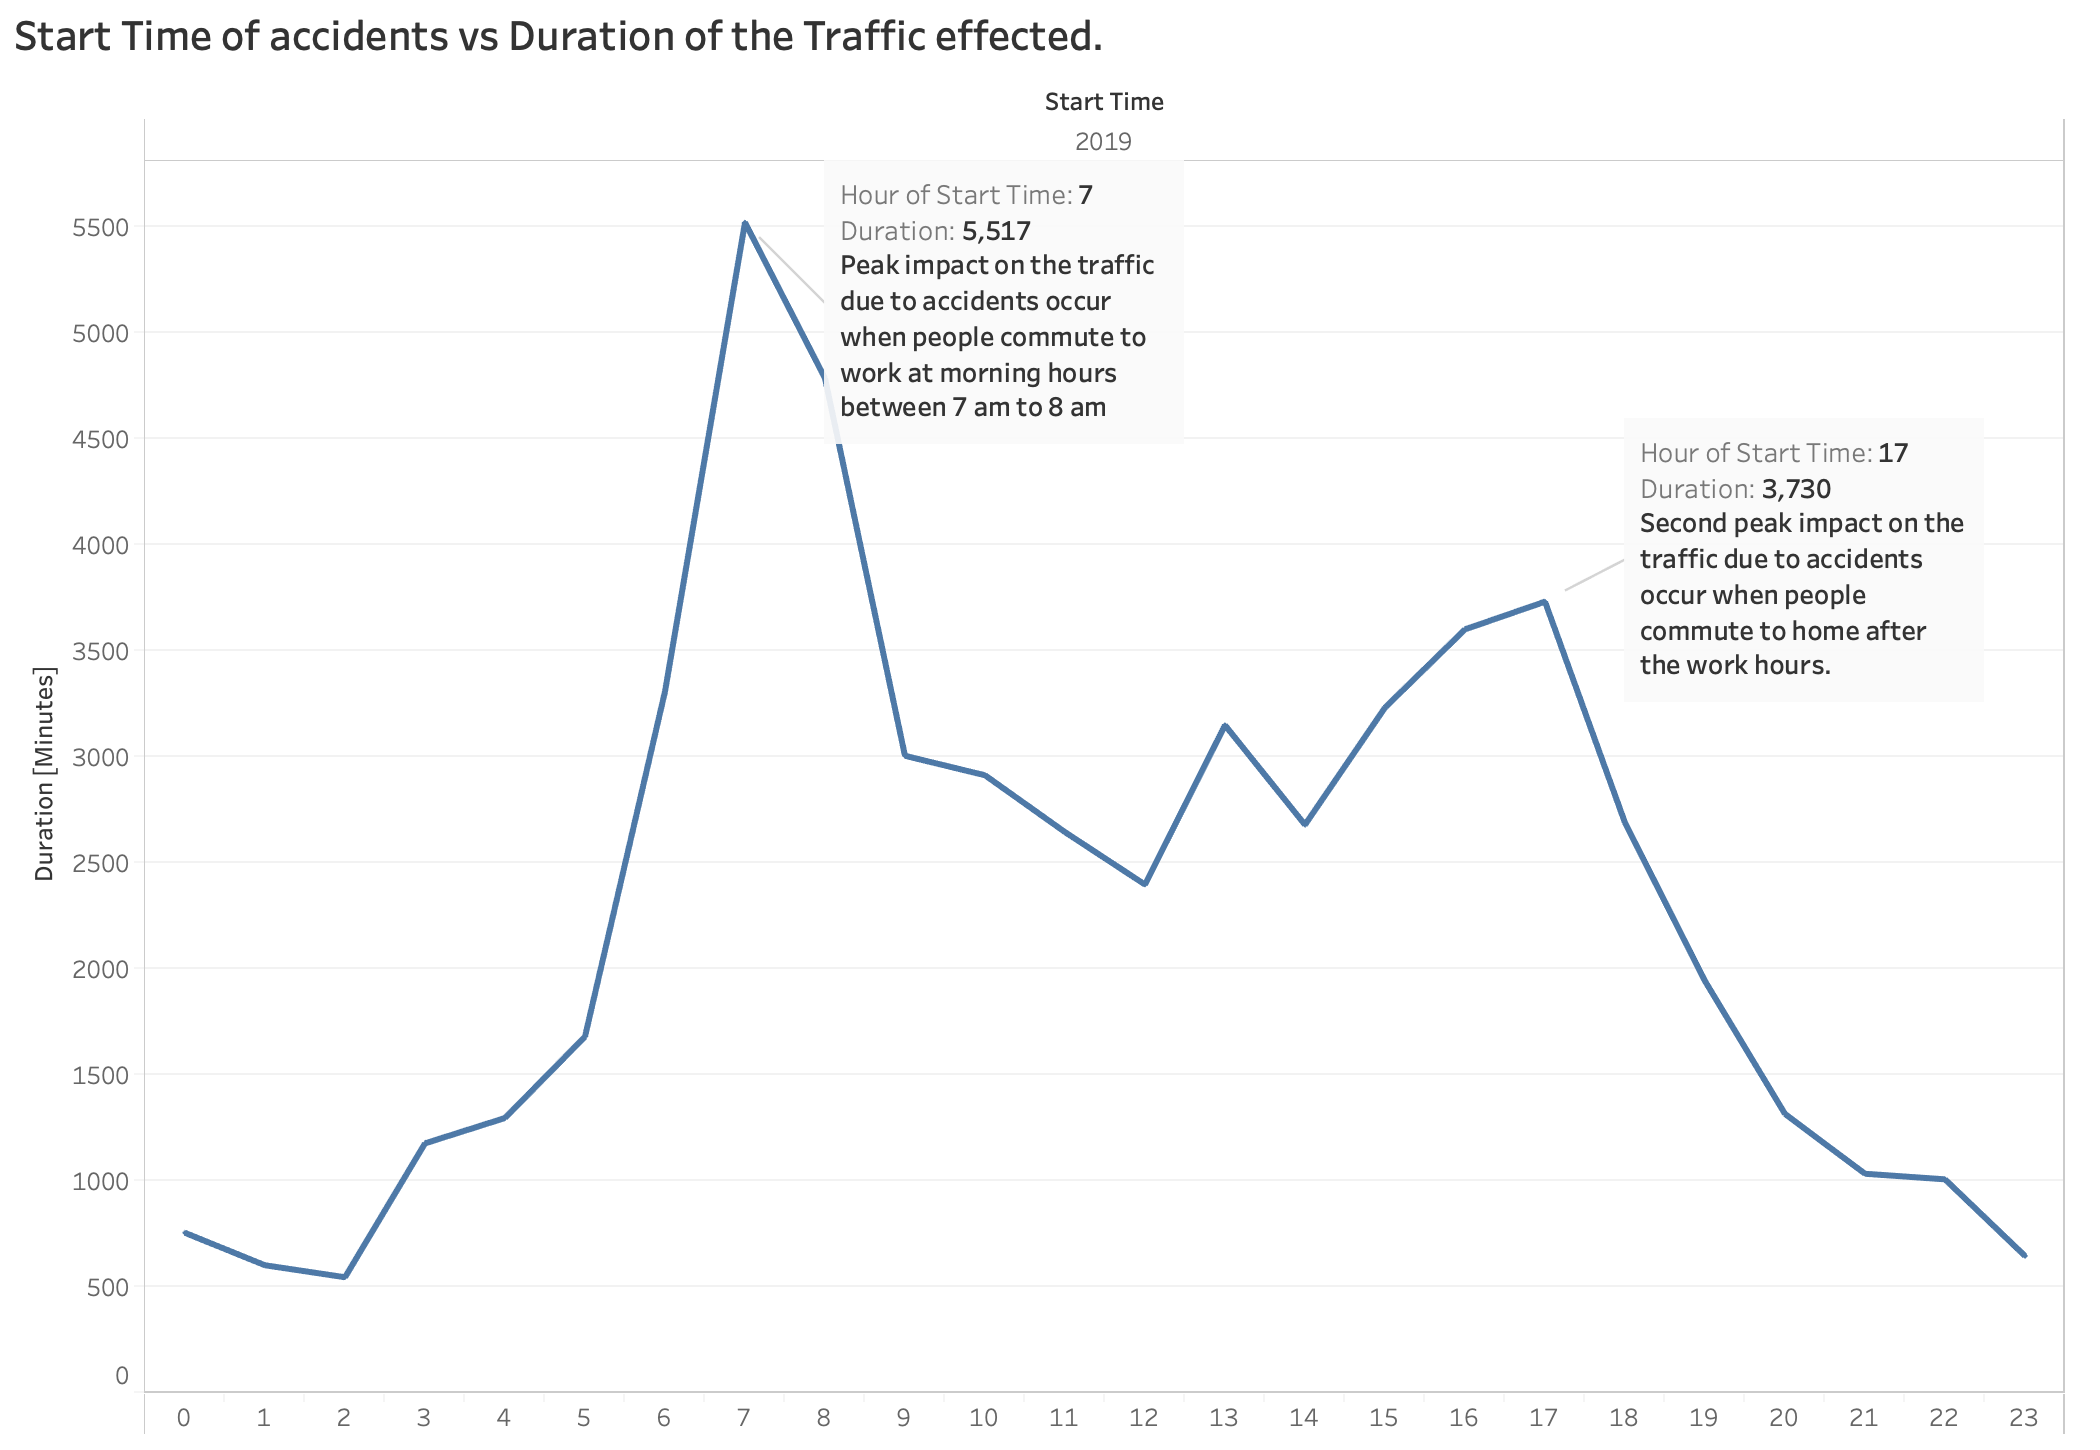 Start Time of accidents vs Duration of the Traffic effected.
Start Time
2019
Hour of Start Time: 7
Duration: 5,517
Peak impact on the traffic
due to accidents occur
when people commute to
work at morning hours
between 7 am to 8 am
Hour of Start Time: 17
Duration: 3,730
Second peak impact on the
traffic due to accidents
occur when people
commute to home after
the work hours.
Duration [Minutes]
5500
5000
4500
4000
3500
3000
2500
2000
1500
1000
500
0
0 1 2 3 4 5 6 7 8 9 10 11 12 13 14 15 16 17 18 19 20 21 22 23